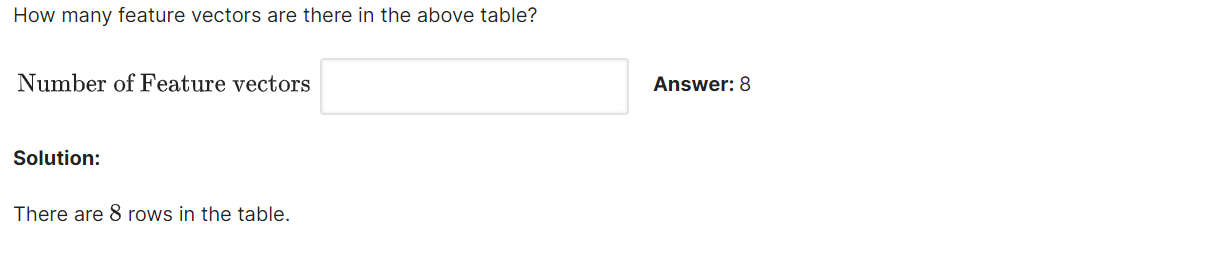 How many feature vectors are there in the above table?
Number of Feature vectors Answer: 8
Solution:
There are 8 rows in the table.